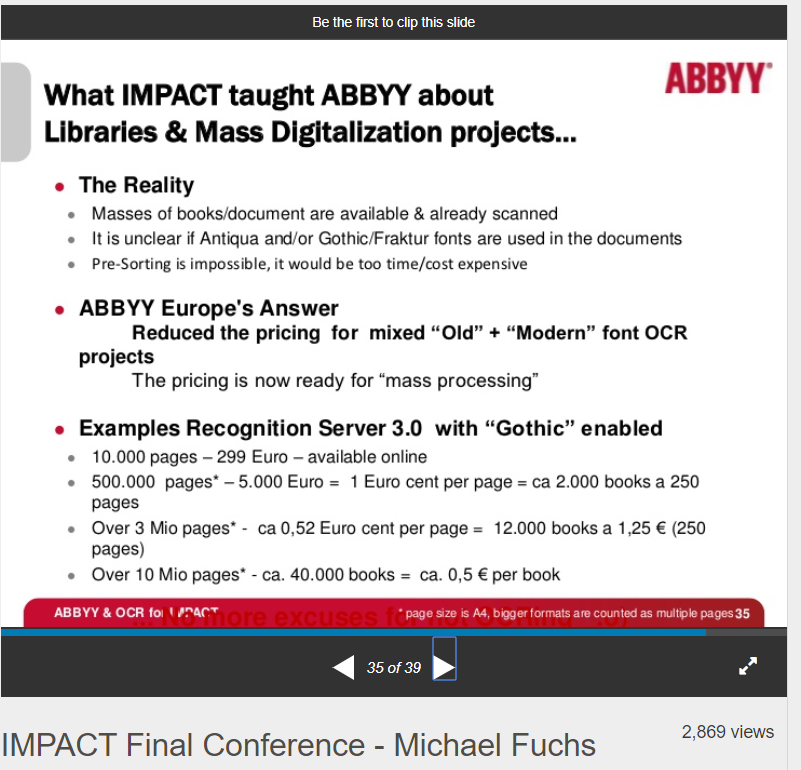 Be the first to clip this slide
ABBYY
What IMPACT taught ABBYY about
Libraries & Mass Digitalization projects...
The Reality
Masses of books/document are available & already scanned
It is unclear if Antiqua and/or Gothic/Fraktur fonts are used in the documents
Pre-Sorting is impossible, it would be too time/cost expensive
ABBYY Europe's Answer
Reduced the pricing for mixed “Old” + “Modern” font OCR
projects
The pricing is now ready for “mass processing”
Examples Recognition Server 3.0 with “Gothic” enabled
10.000 pages – 299 Euro – available online
500.000 pages* – 5.000 Euro = 1 Euro cent per page = ca 2.000 books a 250
pages
Over 3 Mio pages* - ca 0,52 Euro cent per page = 12.000 books a 1,25 € (250
pages)
Over 10 Mio pages* - ca. 40.000 books = ca. 0,5 € per book
ABBYY & OCR for IMPACT
* page size is A4, bigger formats are counted as multiple pages 35
... No more excuses for not
35 of 39
IMPACT Final Conference - Michael Fuchs
2,869 views